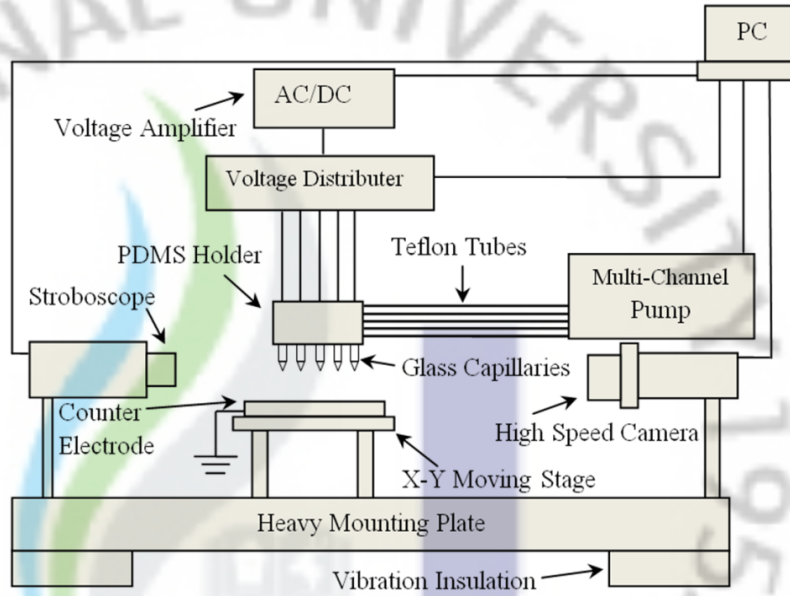 PC
AC/DC
Voltage Amplifier
Voltage Distributer
PDMS Holder
Teflon Tubes
Multi-Channel
Pump
Stroboscope
Glass Capillaries
Counter
Electrode
High Speed Camera
X-Y Moving Stage
Heavy Mounting Plate
Vibration Insulation